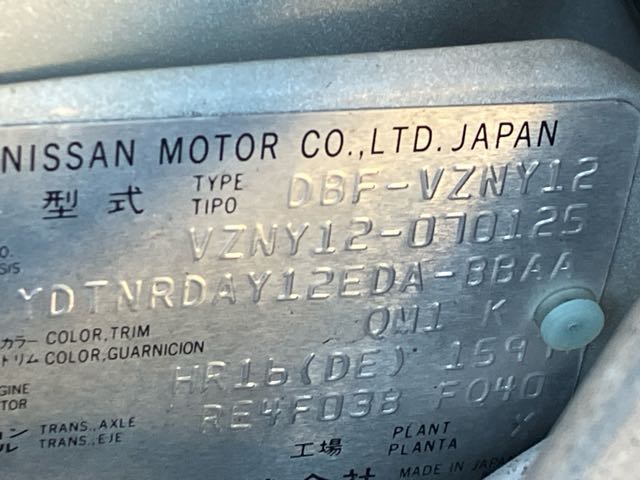 NISSAN MOTOR CO.,LTD. JAPAN
型式 TYPE TIPO DBF-VZNY12
VZNY12-070125
YDTNRDAY12EDA-BBAA
カラー COLOR,TRIM QM1 K
トリム COLOR,GUARNICION
HR16(DE) 159
TRANS., AXLE RE4F03B FQ40
TRANS., EJE
工場 PLANT PLANTA Y
MADE IN JAPAN